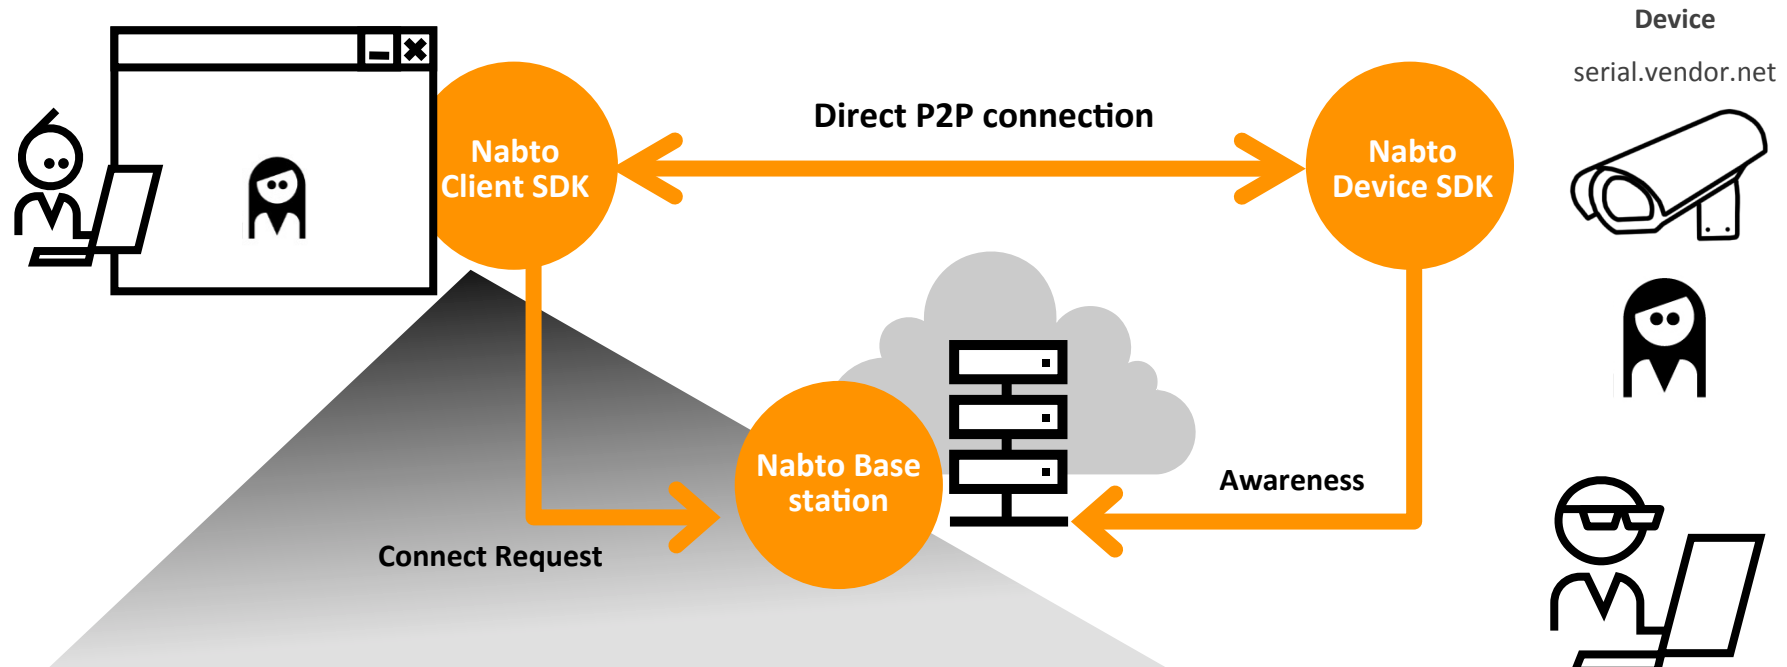 Device
serial.vendor.net
Direct P2P connection
Nabto
Client SDK
Nabto
Device SDK
Nabto Base
station
Awareness
Connect Request